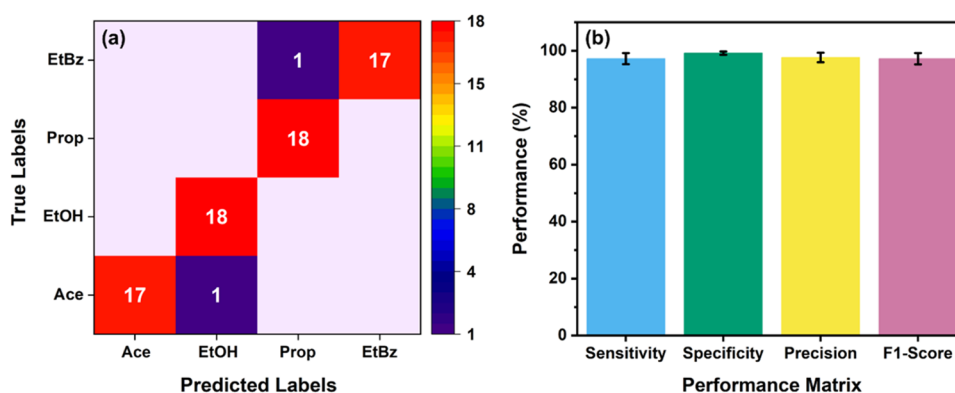 (a)
True Labels
EtBz
Prop
EtOH
Ace
1
17
18
18
17
1
Ace
EtOH
Prop
EtBz
Predicted Labels
18
15
11
8
4
1
(b)
Performance (%)
100
80
60
40
20
0
Sensitivity
Specificity
Precision
F1-Score
Performance Matrix